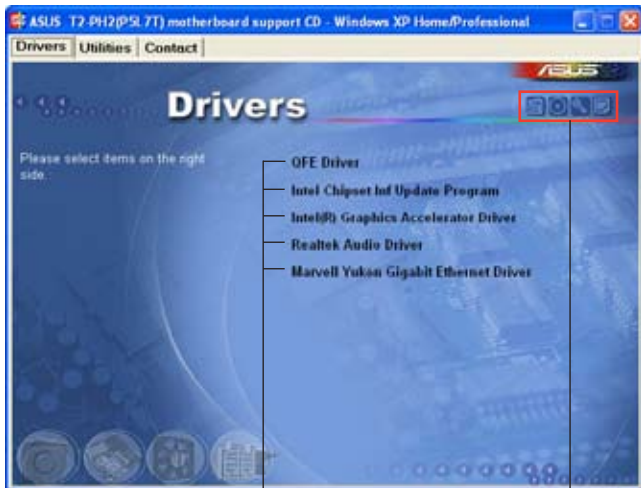 ASUS T2-PH2(P5L7T) motherboard support CD - Windows XP Home/Professional
Drivers Utilities Contact
ASUS
Drivers
Please select items on the right
side.
QFE Driver
Intel Chipset Inf Update Program
Intel(R) Graphics Accelerator Driver
Realtek Audio Driver
Marvell Yukon Gigabit Ethernet Driver